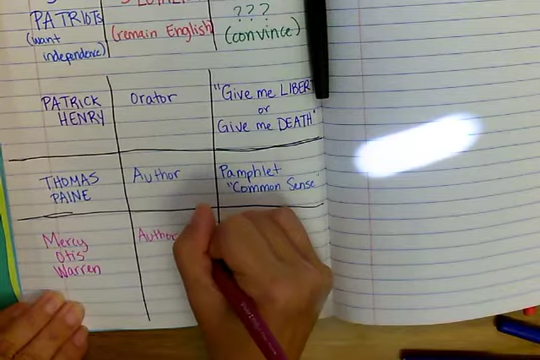 PATRIOTS
(want
independence)
(remain English)
???
(convince)
PATRICK
HENRY
Orator
"Give me LIBERT
or
Give me DEATH"
THOMAS
PAINE
Author
Pamphlet
"Common Sense"
Mercy
Otis
Warren
Author